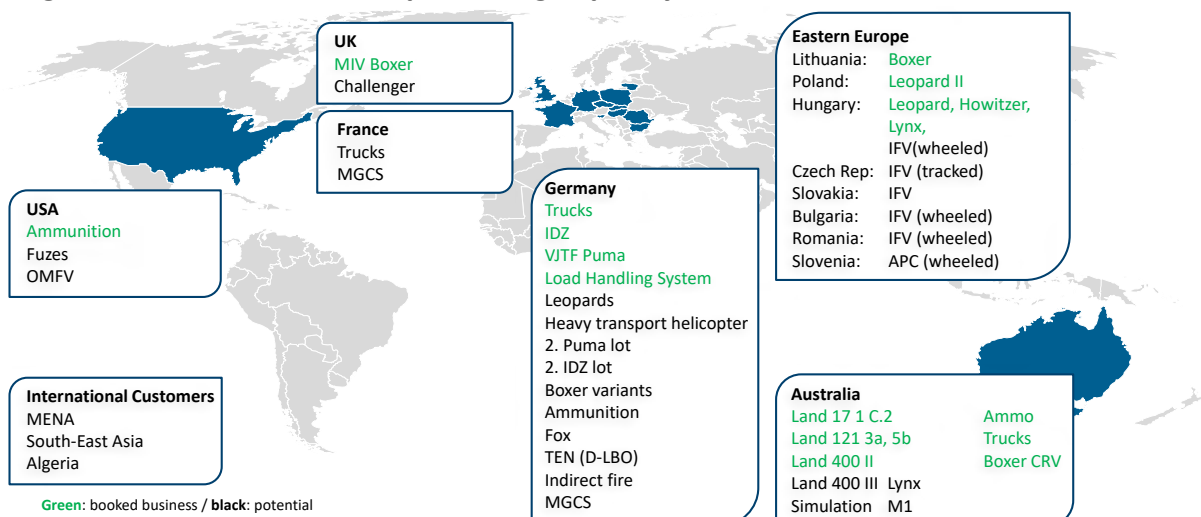 UK
MIV Boxer
Challenger
France
Trucks
MGCS
USA
Ammunition
Fuzes
OMFV
International Customers
MENA
South-East Asia
Algeria
Green: booked business / black: potential
Germany
Trucks
IDZ
VJTF Puma
Load Handling System
Leopards
Heavy transport helicopter
2. Puma lot
2. IDZ lot
Boxer variants
Ammunition
Fox
TEN (D-LBO)
Indirect fire
MGCS
Eastern Europe
Lithuania: Boxer
Poland: Leopard II
Hungary: Leopard, Howitzer,
Lynx,
IFV(wheeled)
Czech Rep: IFV (tracked)
Slovakia: IFV
Bulgaria: IFV (wheeled)
Romania: IFV (wheeled)
Slovenia: APC (wheeled)
Australia
Land 17 1 C.2 Ammo
Land 121 3a, 5b Trucks
Land 400 II Boxer CRV
Land 400 III Lynx
Simulation M1